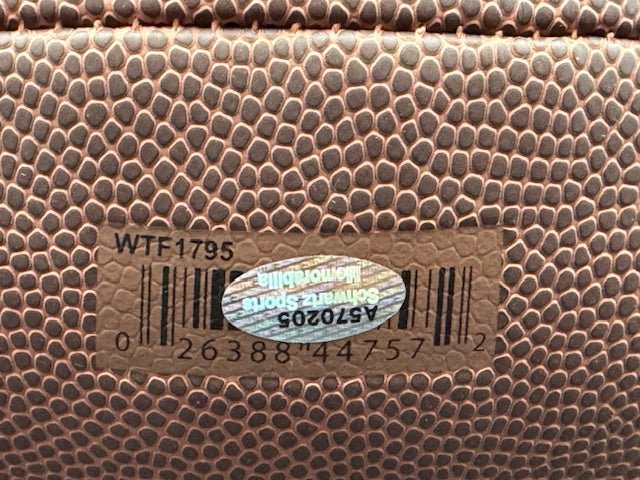 WTF1795
Schwartz Sports
Memorabilia
A570205
0 26388 44757 2